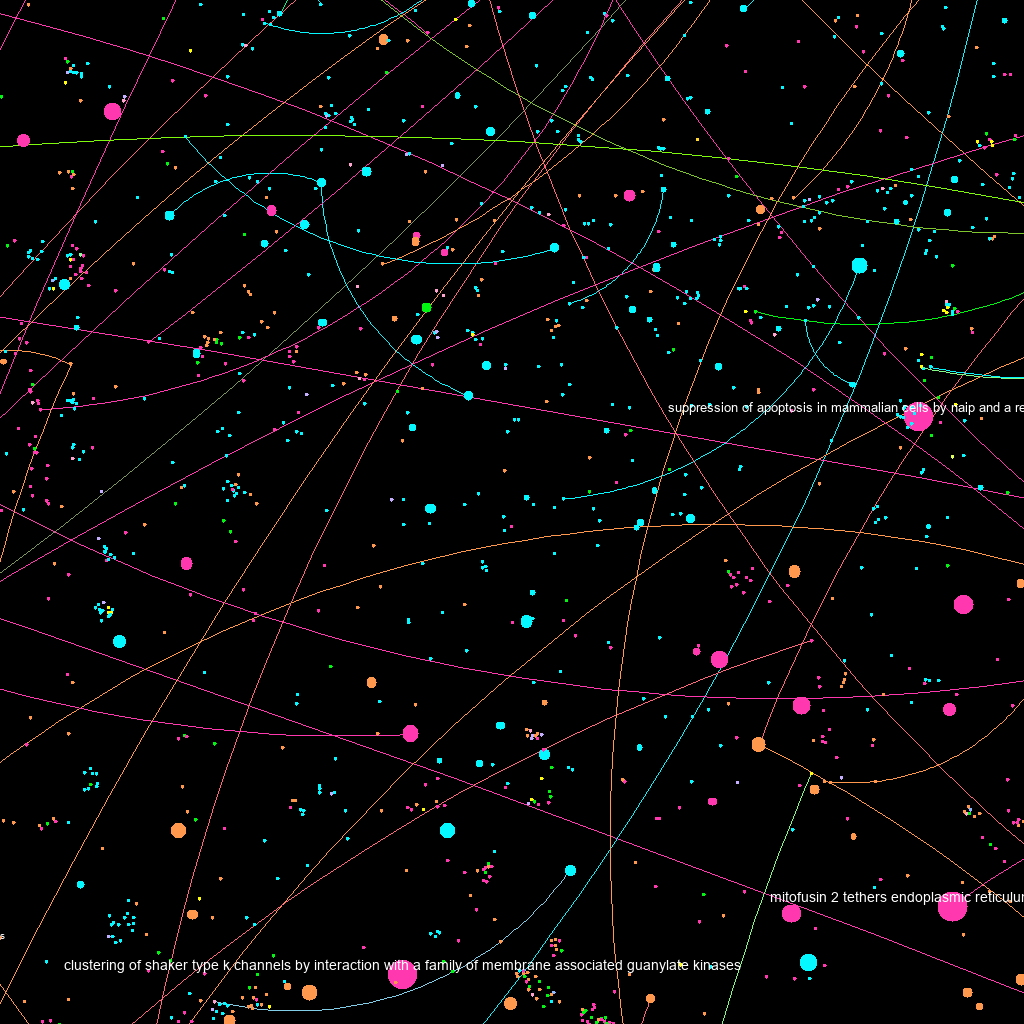 suppression of apoptosis in mammalian cells by naip and a re
mitofusin 2 tethers endoplasmic reticulum
s
clustering of shaker type k channels by interaction with a family of membrane associated guanylate kinases